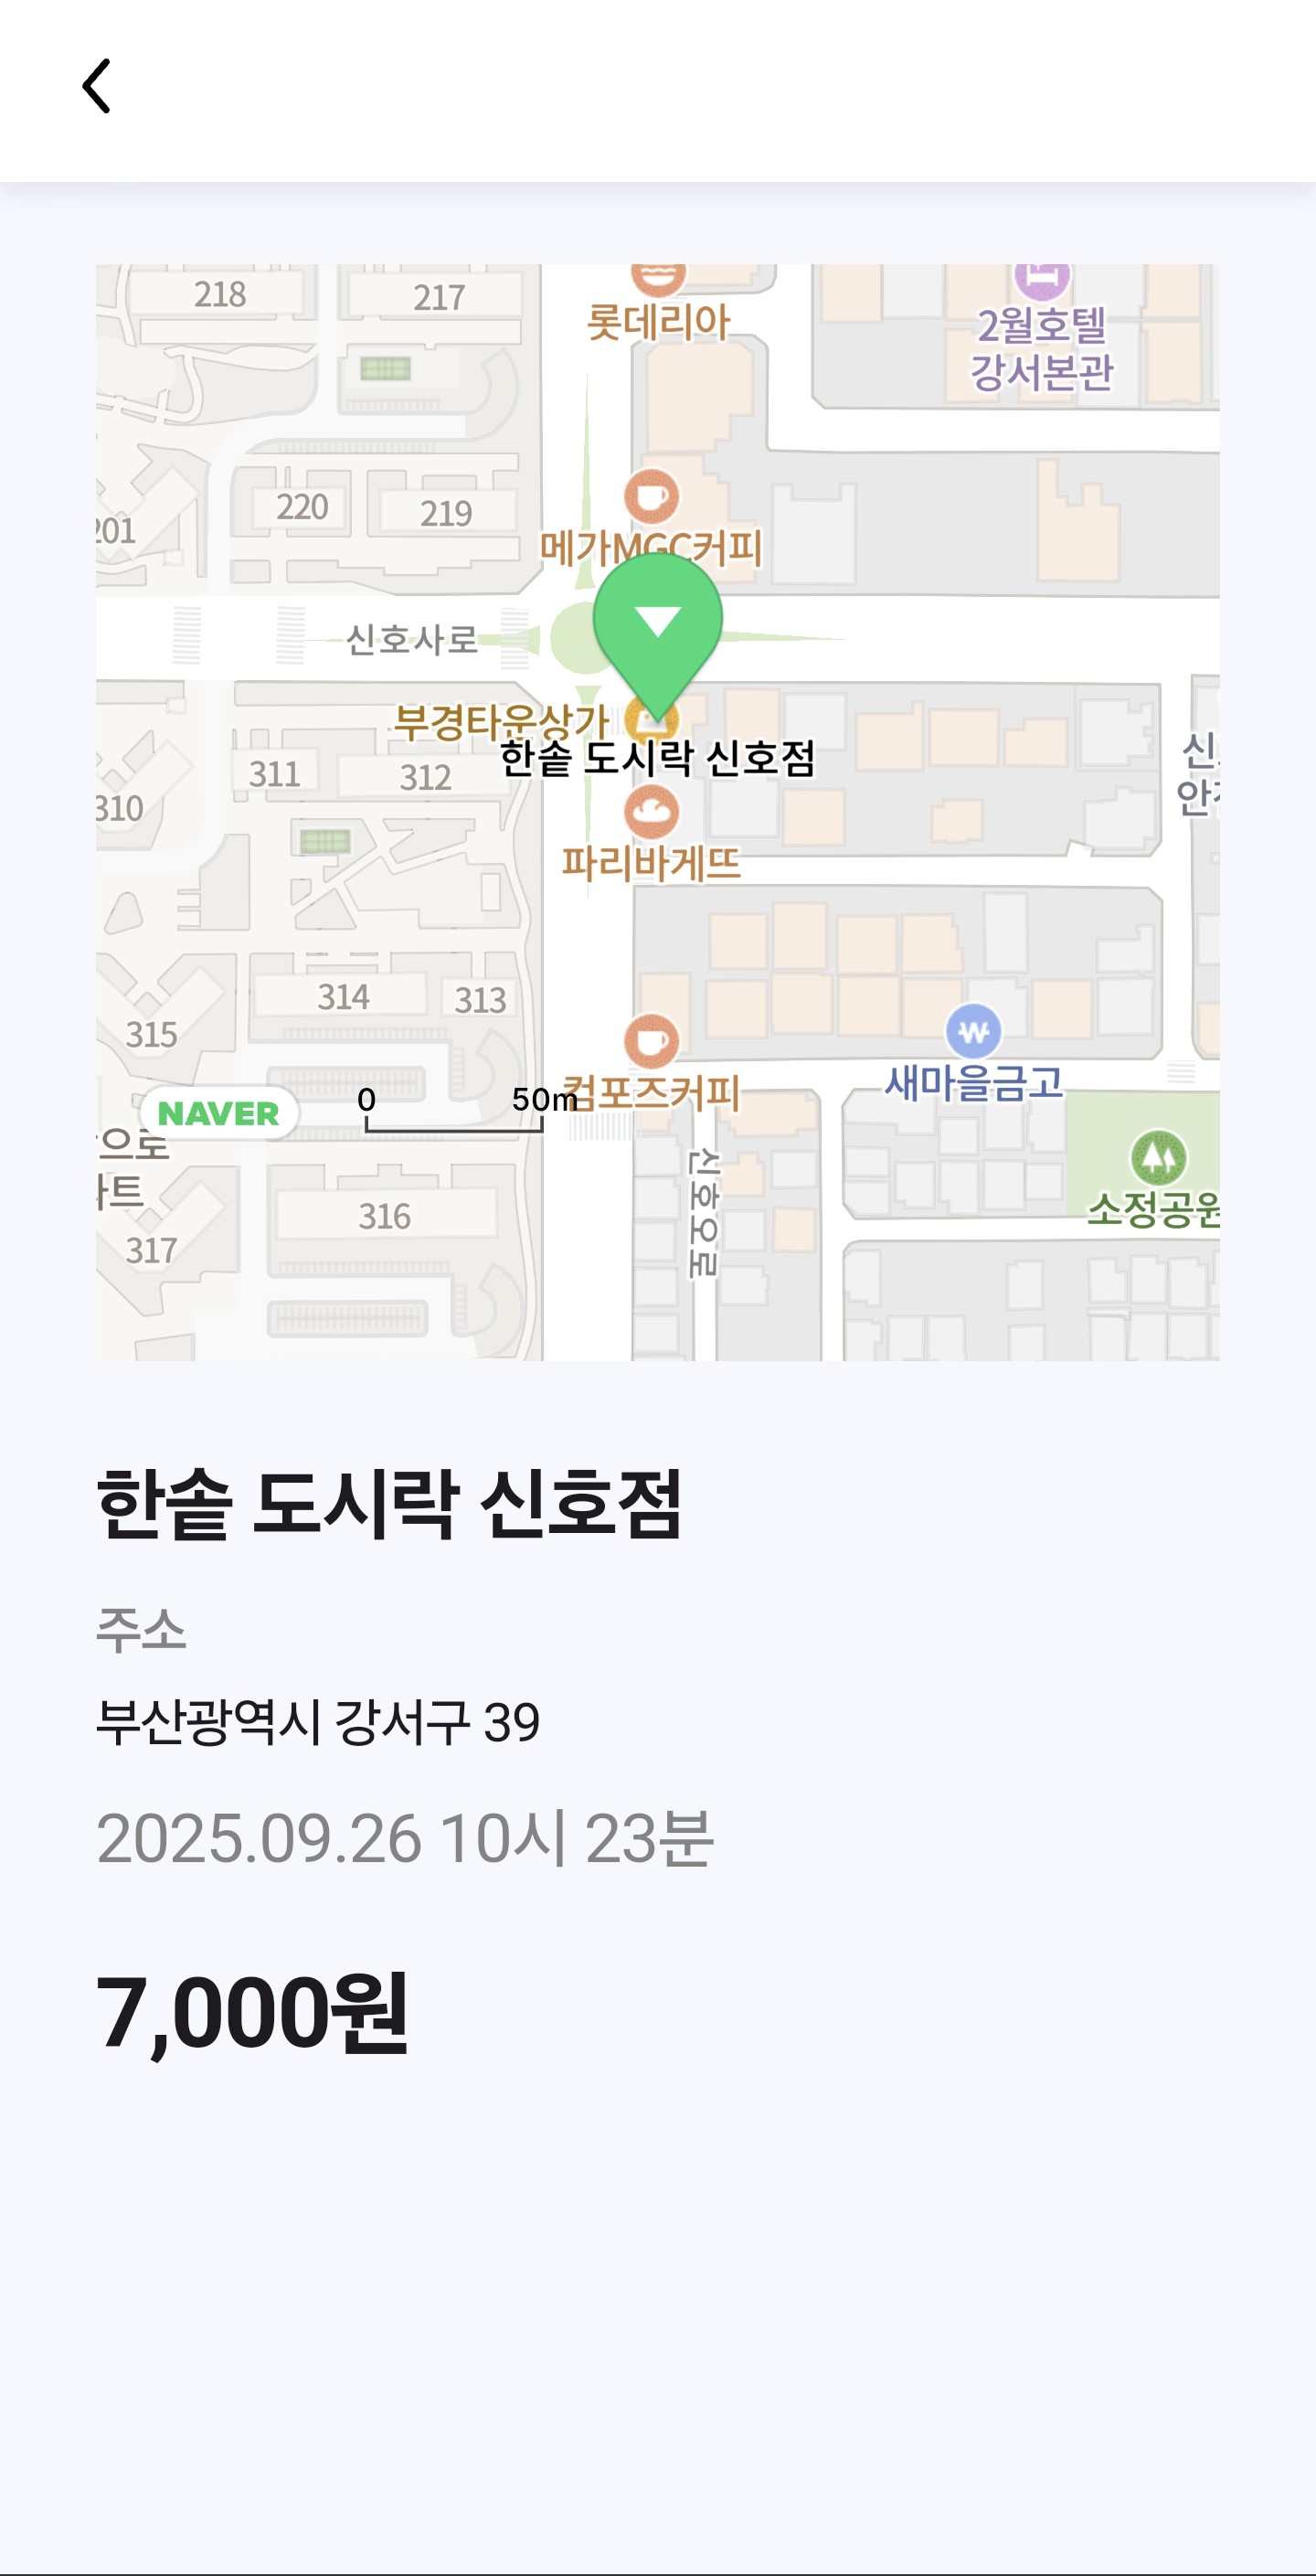 218
217
롯데리아
2월호텔
강서본관
220
219
201
메가MGC커피
신호사로
부경타운상가
한솥 도시락 신호점
311
312
310
파리바게뜨
314
313
315
컴포즈커피
새마을금고
NAVER
0
50m
으로
신호오로
소정공원
316
317
한솥 도시락 신호점
주소
부산광역시 강서구 39
2025.09.26 10시 23분
7,000원